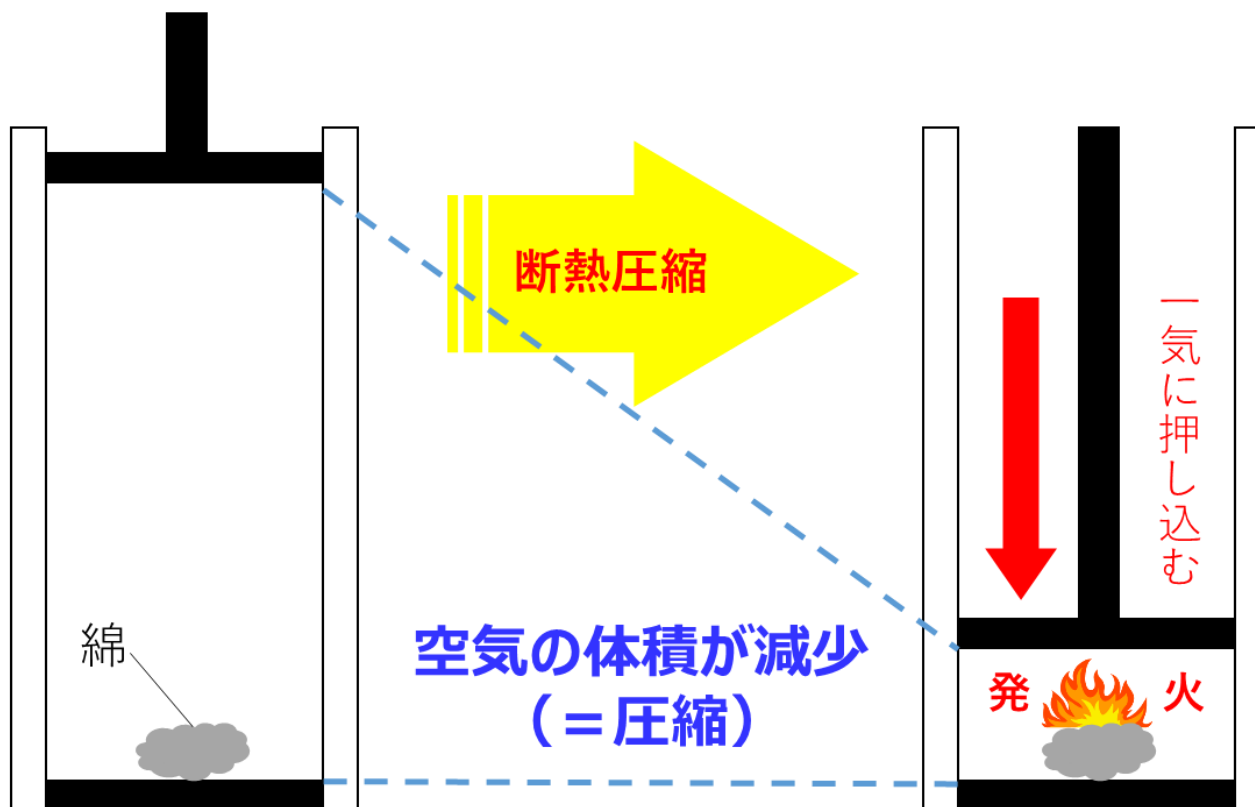 断熱圧縮
一気に押し込む
綿
空気の体積が減少
（＝圧縮）
発 火